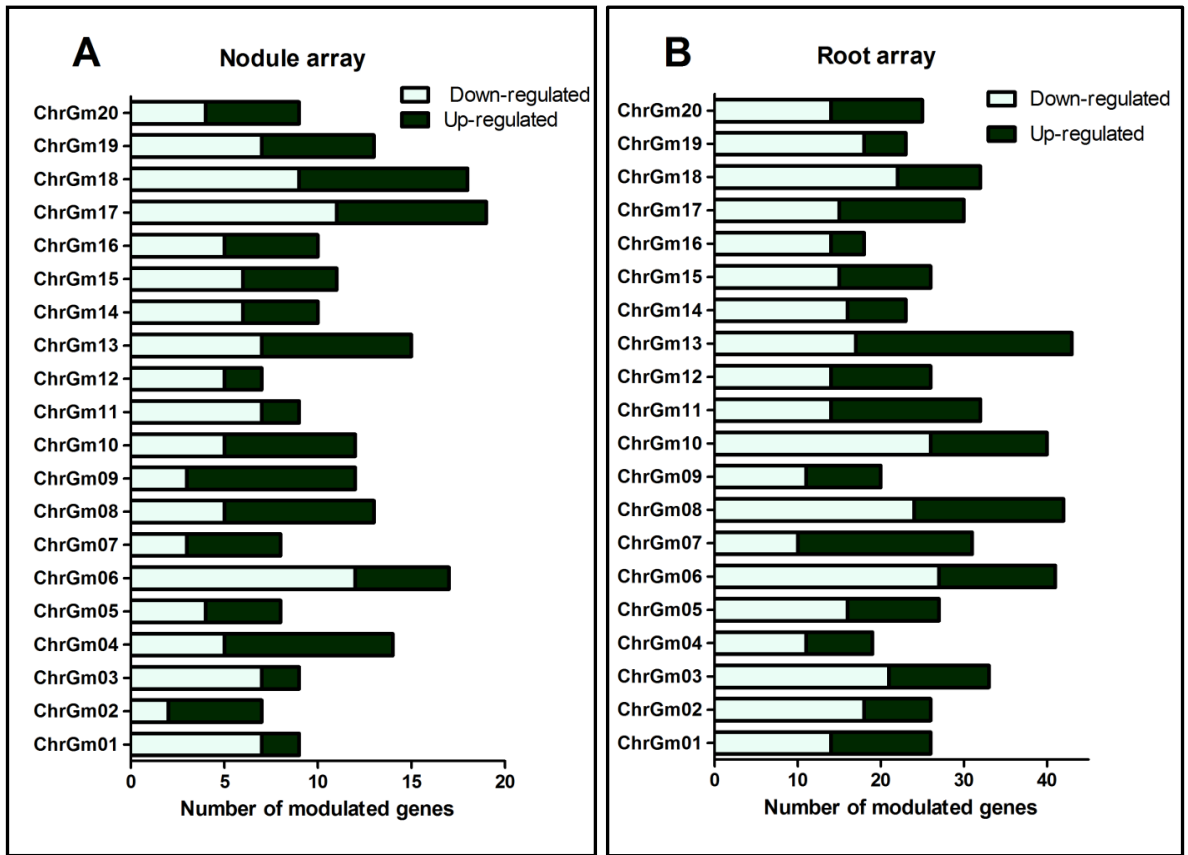 A
Nodule array
Down-regulated
Up-regulated
ChrGm20
ChrGm19
ChrGm18
ChrGm17
ChrGm16
ChrGm15
ChrGm14
ChrGm13
ChrGm12
ChrGm11
ChrGm10
ChrGm09
ChrGm08
ChrGm07
ChrGm06
ChrGm05
ChrGm04
ChrGm03
ChrGm02
ChrGm01
0 5 10 15 20
Number of modulated genes
B
Root array
Down-regulated
Up-regulated
ChrGm20
ChrGm19
ChrGm18
ChrGm17
ChrGm16
ChrGm15
ChrGm14
ChrGm13
ChrGm12
ChrGm11
ChrGm10
ChrGm09
ChrGm08
ChrGm07
ChrGm06
ChrGm05
ChrGm04
ChrGm03
ChrGm02
ChrGm01
0 10 20 30 40
Number of modulated genes